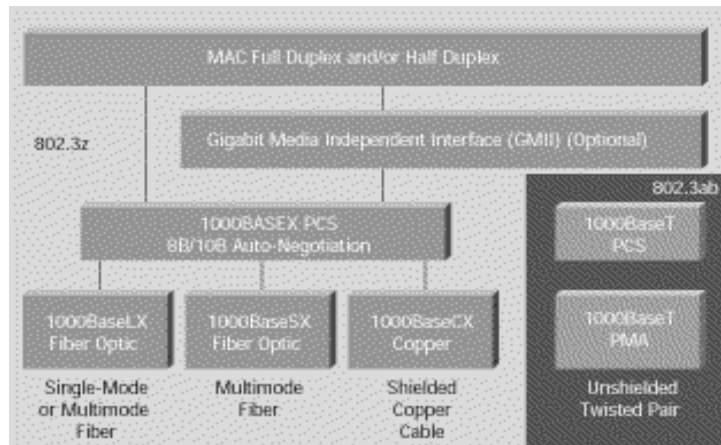 MAC Full Duplex and/or Half Duplex
802.3z
Gigabit Media Independent Interface (GMII) (Optional)
802.3ab
1000BASEX PCS
8B/10B Auto-Negotiation
1000BaseT
PCS
1000BaseLX
Fiber Optic
1000BaseSX
Fiber Optic
1000BaseCX
Copper
1000BaseT
PMA
Single-Mode
or Multimode
Fiber
Multimode
Fiber
Shielded
Copper
Cable
Unshielded
Twisted Pair